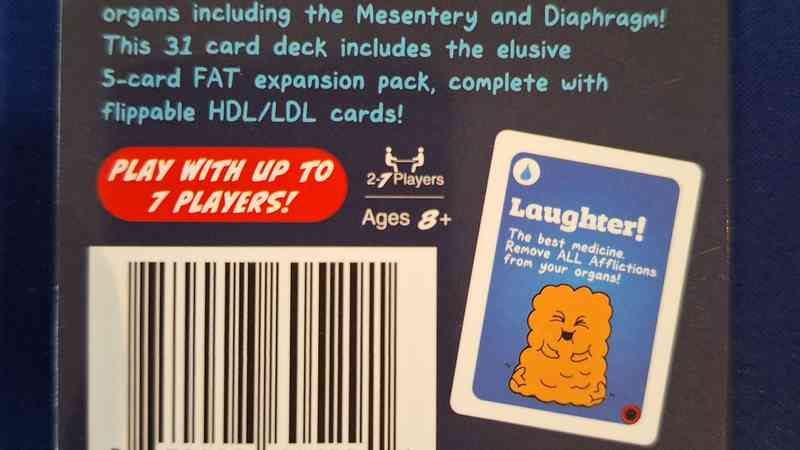 organs including the Mesentery and Diaphragm!
This 31 card deck includes the elusive
5-card FAT expansion pack, complete with
flippable HDL/LDL cards!
PLAY WITH UP TO
7 PLAYERS!
2-7 Players
Ages 8+
Laughter!
The best medicine.
Remove ALL Afflictions
from your organs!